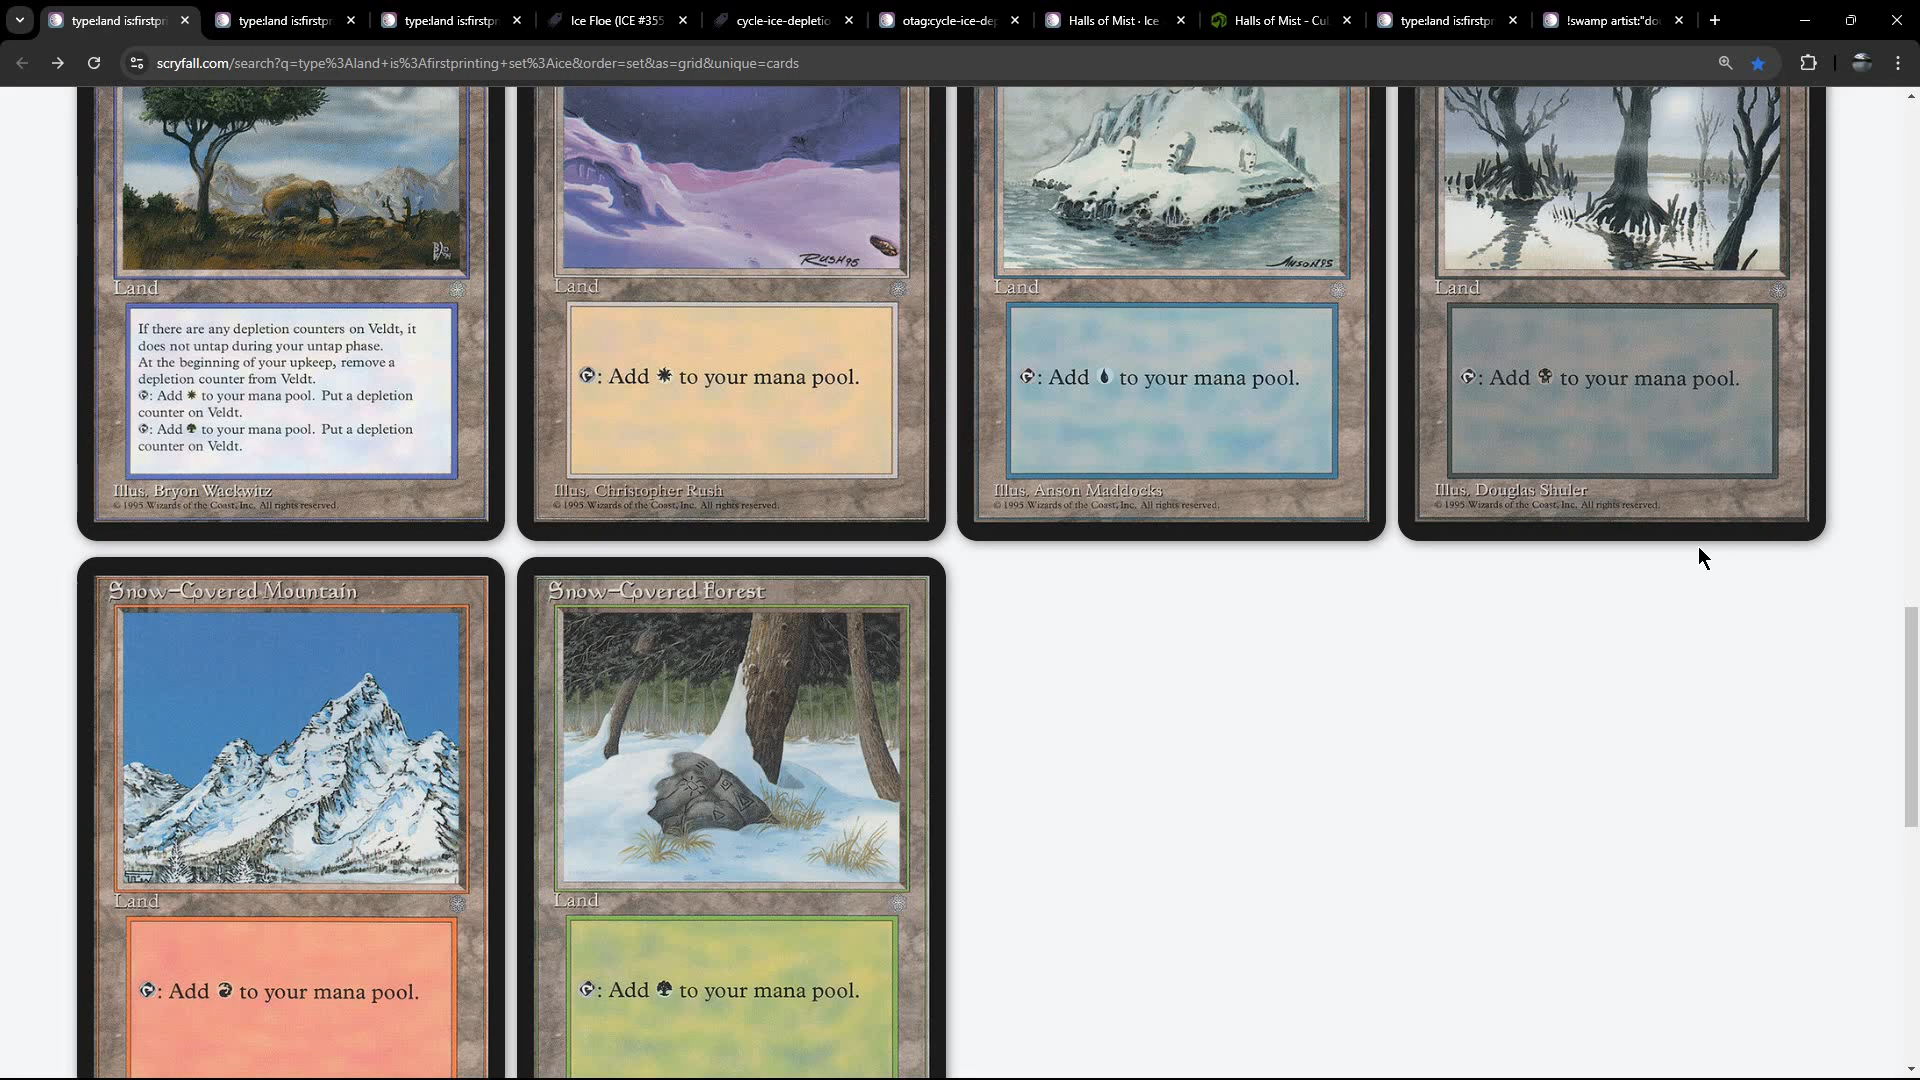 type:land is:firstpri
type:land is:firstpr
type:land is:firstpr
Ice Floe (ICE #355
cycle-ice-depletio
otag:cycle-ice-de
Halls of Mist · Ice
Halls of Mist - Cu
type:land is:firstpr
!swamp artist:"do
scryfall.com/search?q=type%3Aland+is%3Afirstprinting+set%3Aice&order=set&as=grid&unique=cards
RUSH 95
ANSON 95
Land
Land
Land
Land
If there are any depletion counters on Veldt, it
does not untap during your untap phase.
At the beginning of your upkeep, remove a
depletion counter from Veldt.
: Add to your mana pool. Put a depletion
counter on Veldt.
: Add to your mana pool. Put a depletion
counter on Veldt.
: Add to your mana pool.
: Add to your mana pool.
: Add to your mana pool.
Illus. Bryon Wackwitz
© 1995 Wizards of the Coast, Inc. All rights reserved.
Illus. Christopher Rush
© 1995 Wizards of the Coast, Inc. All rights reserved.
Illus. Anson Maddocks
© 1995 Wizards of the Coast, Inc. All rights reserved.
Illus. Douglas Shuler
© 1995 Wizards of the Coast, Inc. All rights reserved.
Snow-Covered Mountain
Snow-Covered Forest
Land
Land
: Add to your mana pool.
: Add to your mana pool.